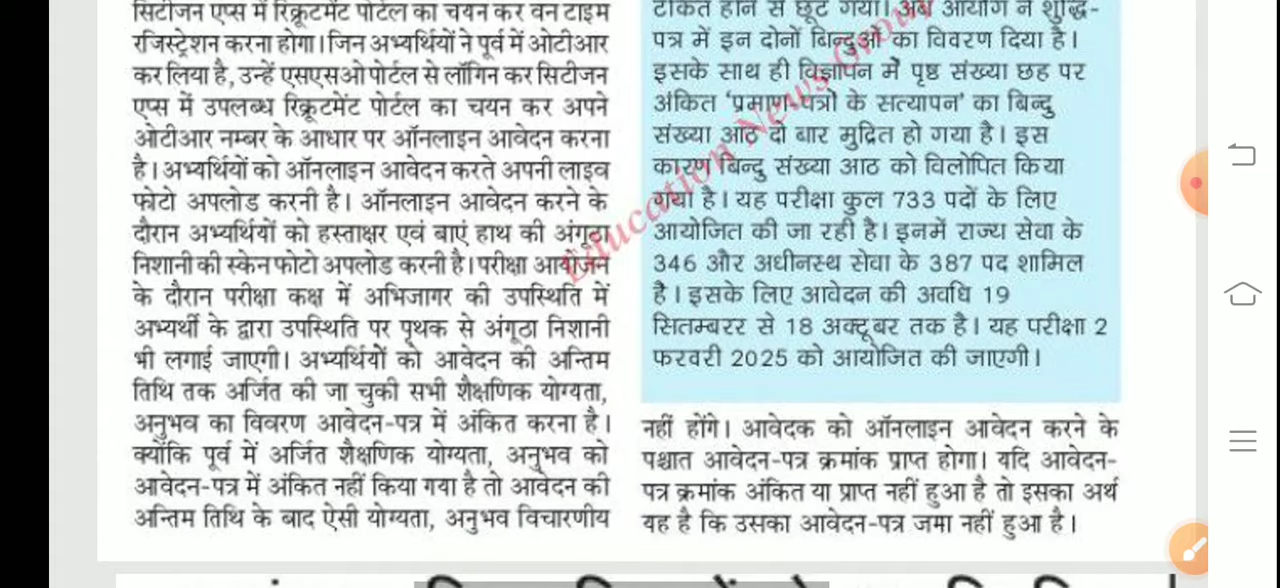 सिटीजन एप्स में रिक्रूटमेंट पोर्टल का चयन कर वन टाइम
रजिस्ट्रेशन करना होगा। जिन अभ्यर्थियों ने पूर्व में ओटीआर
कर लिया है, उन्हें एसएसओ पोर्टल से लॉगिन कर सिटीजन
एप्स में उपलब्ध रिक्रूटमेंट पोर्टल का चयन कर अपने
ओटीआर नम्बर के आधार पर ऑनलाइन आवेदन करना
है। अभ्यर्थियों को ऑनलाइन आवेदन करते अपनी लाइव
फोटो अपलोड करनी है। ऑनलाइन आवेदन करने के
दौरान अभ्यर्थियों को हस्ताक्षर एवं बाएं हाथ की अंगूठा
निशानी की स्केन फोटो अपलोड करनी है। परीक्षा आयोजन
के दौरान परीक्षा कक्ष में अभिजागर की उपस्थिति में
अभ्यर्थी के द्वारा उपस्थिति पर पृथक से अंगूठा निशानी
भी लगाई जाएगी। अभ्यर्थियों को आवेदन की अन्तिम
तिथि तक अर्जित की जा चुकी सभी शैक्षणिक योग्यता,
अनुभव का विवरण आवेदन-पत्र में अंकित करना है।
क्योंकि पूर्व में अर्जित शैक्षणिक योग्यता, अनुभव को
आवेदन-पत्र में अंकित नहीं किया गया है तो आवेदन की
अन्तिम तिथि के बाद ऐसी योग्यता, अनुभव विचारणीय
टंकित होने से छूट गया। अब आयोग ने शुद्धि-
पत्र में इन दोनों बिन्दुओं का विवरण दिया है।
इसके साथ ही विज्ञापन में पृष्ठ संख्या छह पर
अंकित 'प्रमाण-पत्रों के सत्यापन' का बिन्दु
संख्या आठ दो बार मुद्रित हो गया है। इस
कारण बिन्दु संख्या आठ को विलोपित किया
गया है। यह परीक्षा कुल 733 पदों के लिए
आयोजित की जा रही है। इनमें राज्य सेवा के
346 और अधीनस्थ सेवा के 387 पद शामिल
है। इसके लिए आवेदन की अवधि 19
सितम्बरर से 18 अक्टूबर तक है। यह परीक्षा 2
फरवरी 2025 को आयोजित की जाएगी।
नहीं होंगे। आवेदक को ऑनलाइन आवेदन करने के
पश्चात आवेदन-पत्र क्रमांक प्राप्त होगा। यदि आवेदन-
पत्र क्रमांक अंकित या प्राप्त नहीं हुआ है तो इसका अर्थ
यह है कि उसका आवेदन-पत्र जमा नहीं हुआ है।
Education News Group